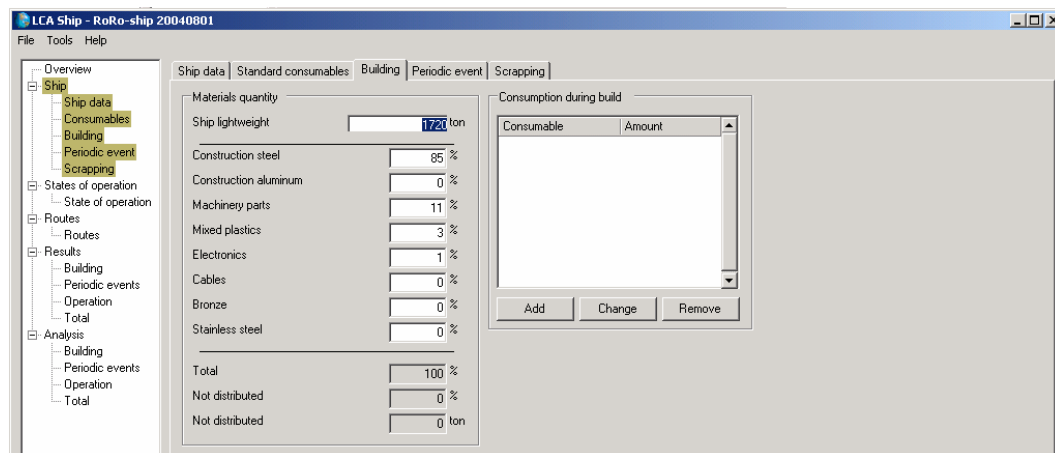 LCA Ship - RoRo-ship 20040801
File Tools Help
Overview
Ship
Ship data
Consumables
Building
Periodic event
Scrapping
States of operation
State of operation
Routes
Routes
Results
Building
Periodic events
Operation
Total
Analysis
Building
Periodic events
Operation
Total
Ship data Standard consumables Building Periodic event Scrapping
Materials quantity
Ship lightweight 1720 ton
Construction steel 85 %
Construction aluminum 0 %
Machinery parts 11 %
Mixed plastics 3 %
Electronics 1 %
Cables 0 %
Bronze 0 %
Stainless steel 0 %
Total 100 %
Not distributed 0 %
Not distributed 0 ton
Consumption during build
Consumable Amount
Add Change Remove